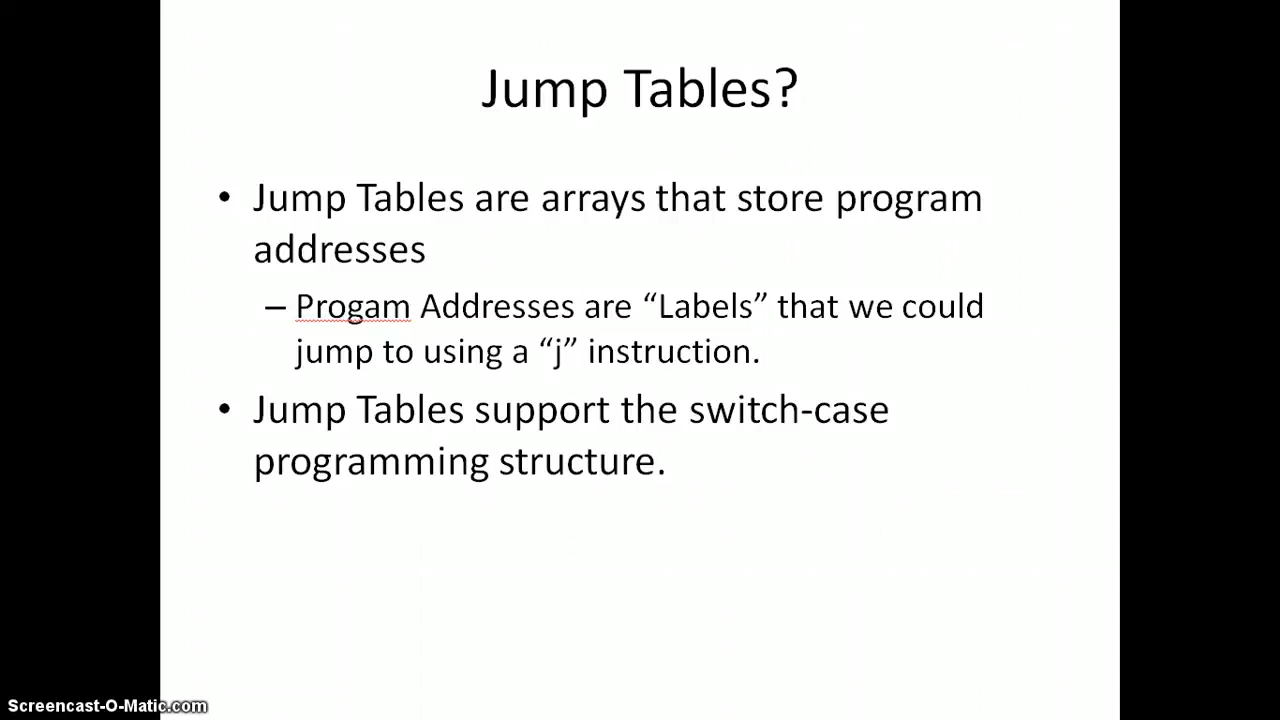 Jump Tables?
• Jump Tables are arrays that store program
addresses
– Progam Addresses are “Labels” that we could
jump to using a “j” instruction.
• Jump Tables support the switch-case
programming structure.
Screencast-O-Matic.com